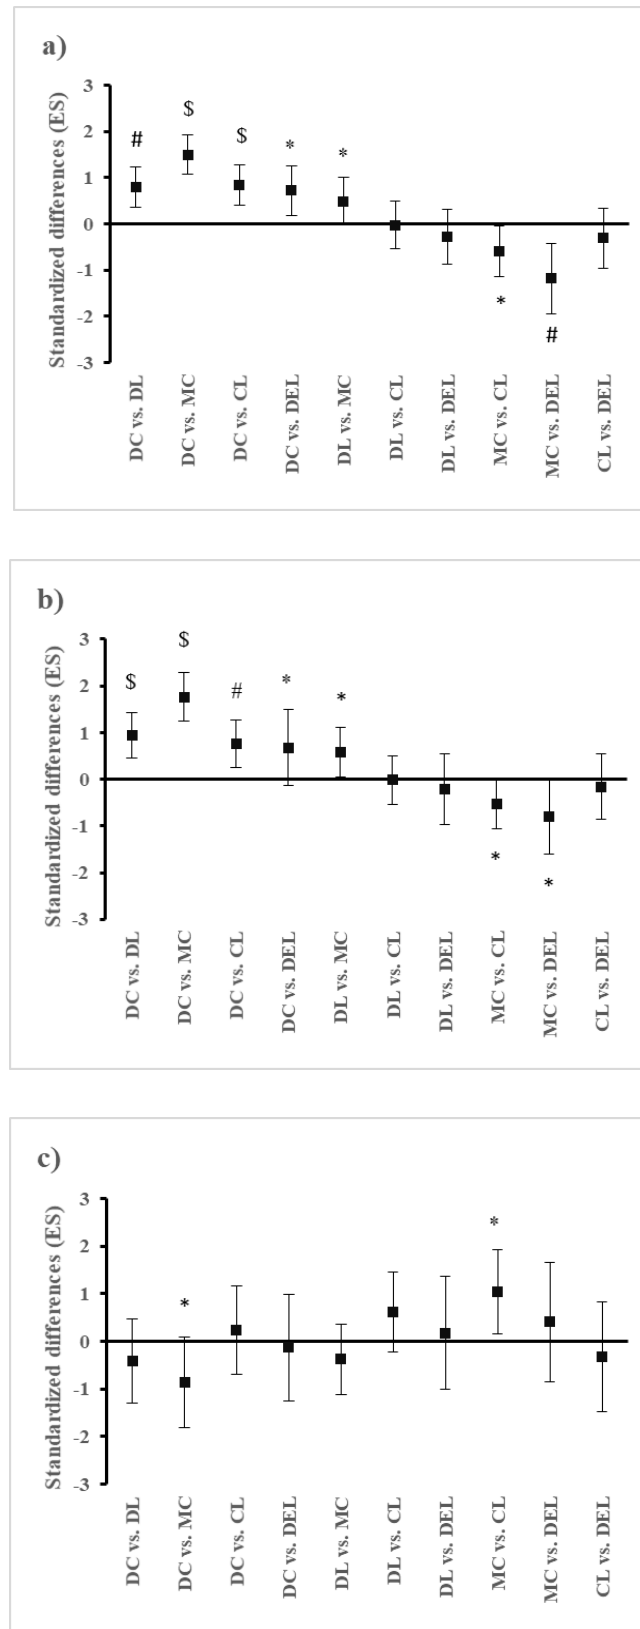 a)
Standardized differences (ES)
3
2
1
0
-1
-2
-3
#
$
$
*
*
*
#
DC vs. DL
DC vs. MC
DC vs. CL
DC vs. DEL
DL vs. MC
DL vs. CL
DL vs. DEL
MC vs. CL
MC vs. DEL
CL vs. DEL
b)
Standardized differences (ES)
3
2
1
0
-1
-2
-3
$
$
#
*
*
*
*
DC vs. DL
DC vs. MC
DC vs. CL
DC vs. DEL
DL vs. MC
DL vs. CL
DL vs. DEL
MC vs. CL
MC vs. DEL
CL vs. DEL
c)
Standardized differences (ES)
3
2
1
0
-1
-2
-3
*
*
DC vs. DL
DC vs. MC
DC vs. CL
DC vs. DEL
DL vs. MC
DL vs. CL
DL vs. DEL
MC vs. CL
MC vs. DEL
CL vs. DEL